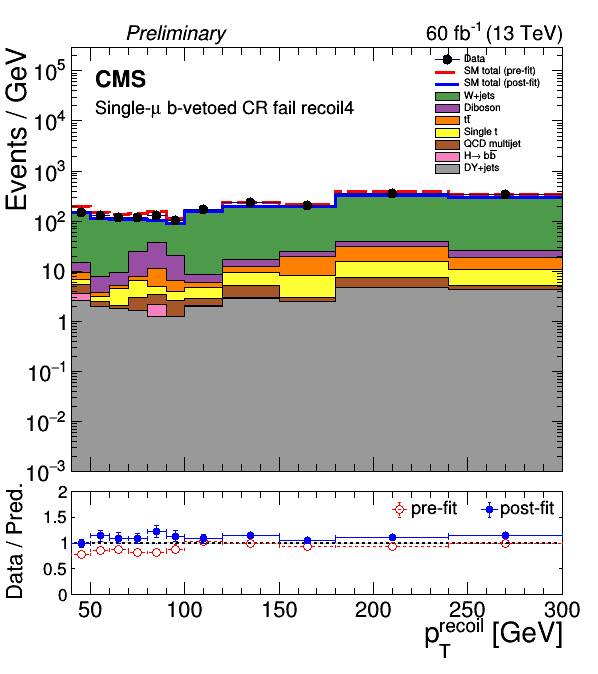 Preliminary 60 fb⁻¹ (13 TeV)
Events / GeV
CMS
Single-μ b-vetoed CR fail recoil4
Data
SM total (pre-fit)
SM total (post-fit)
W+jets
Diboson
tt̅
Single t
QCD multijet
H→ bb̅
DY+jets
10⁵
10⁴
10³
10²
10
1
10⁻¹
10⁻²
10⁻³
Data / Pred.
pre-fit post-fit
2
1.5
1
0.5
0
50 100 150 200 250 300
p_T^recoil [GeV]